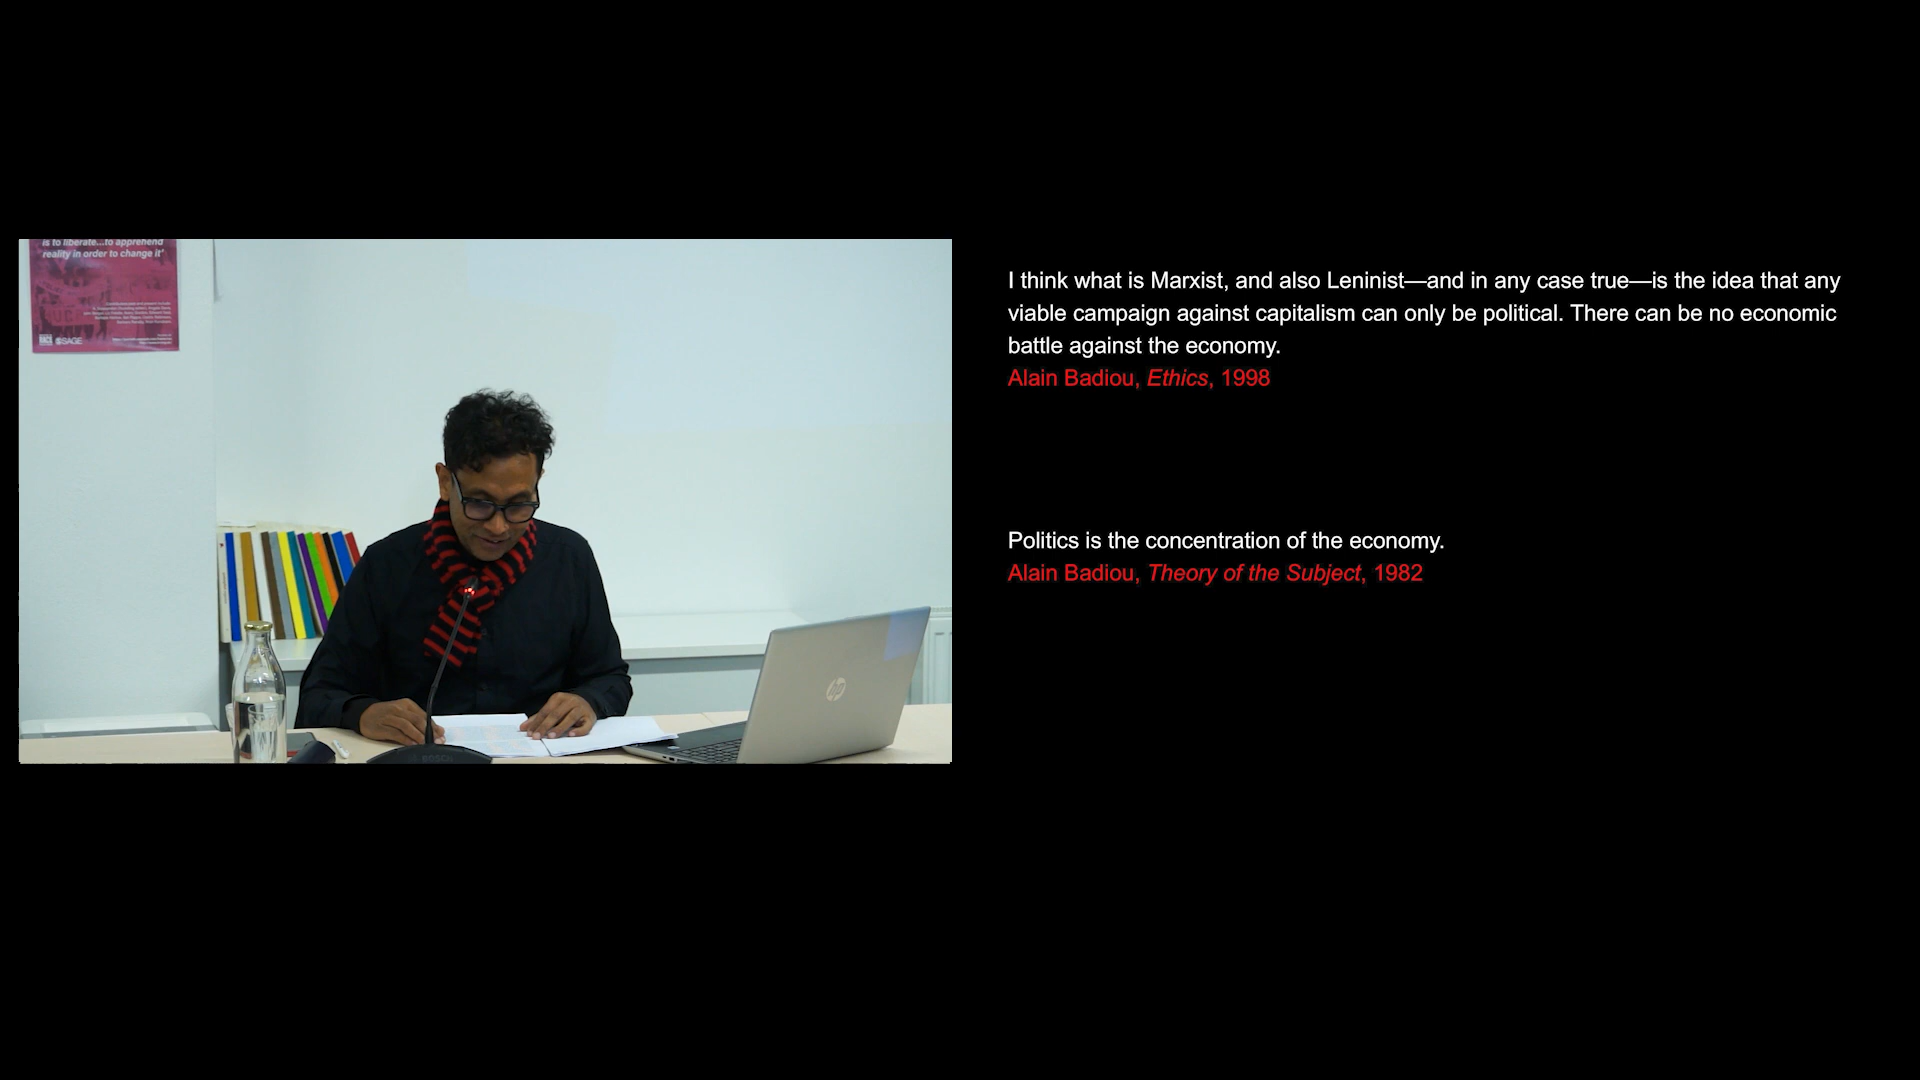 is to liberate...to apprehend
reality in order to change it"
SAGE
hp
I think what is Marxist, and also Leninist—and in any case true—is the idea that any
viable campaign against capitalism can only be political. There can be no economic
battle against the economy.
Alain Badiou, Ethics, 1998
Politics is the concentration of the economy.
Alain Badiou, Theory of the Subject, 1982